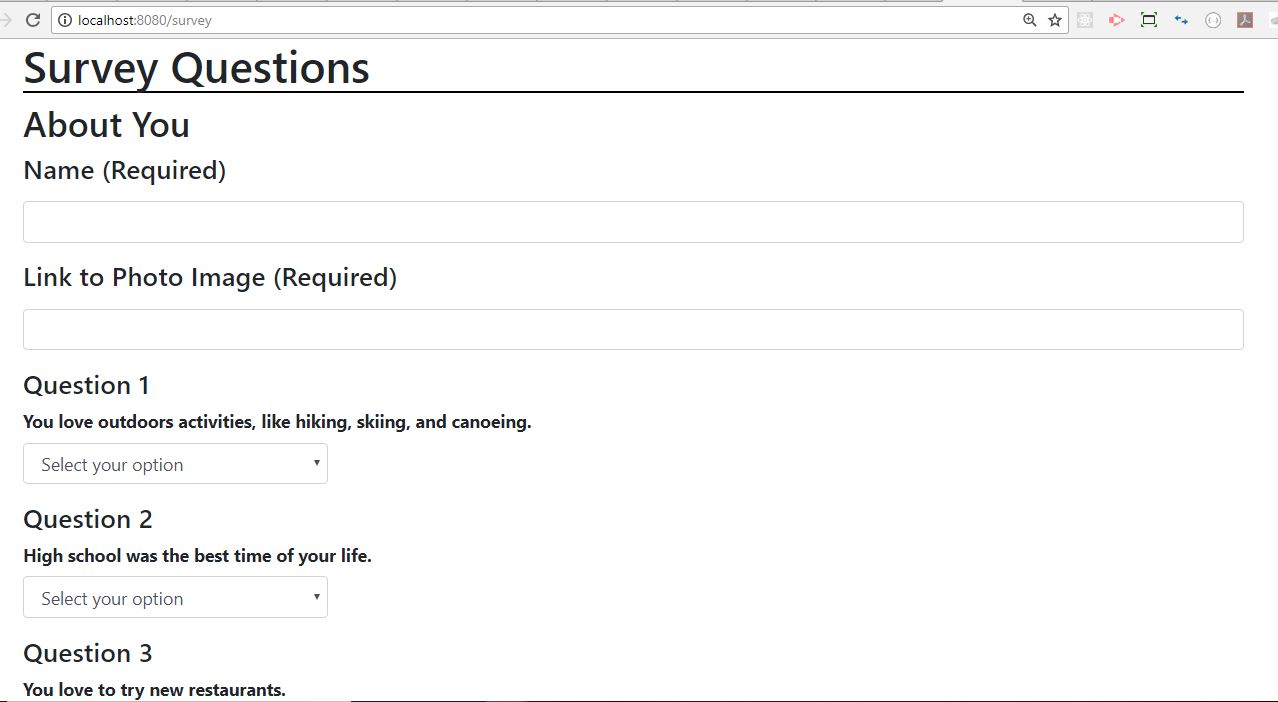 localhost:8080/survey
Survey Questions
About You
Name (Required)
Link to Photo Image (Required)
Question 1
You love outdoors activities, like hiking, skiing, and canoeing.
Select your option
Question 2
High school was the best time of your life.
Select your option
Question 3
You love to try new restaurants.